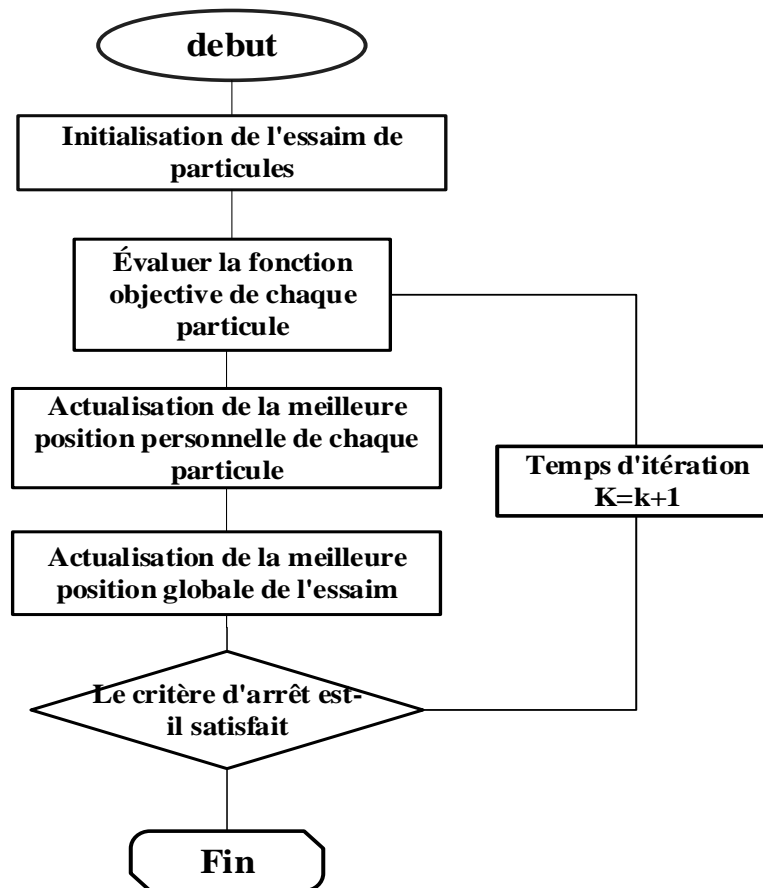 debut
Initialisation de l'essaim de
particules
Évaluer la fonction
objective de chaque
particule
Actualisation de la meilleure
position personnelle de chaque
particule
Temps d'itération
K=k+1
Actualisation de la meilleure
position globale de l'essaim
Le critère d'arrêt est-
il satisfait
Fin